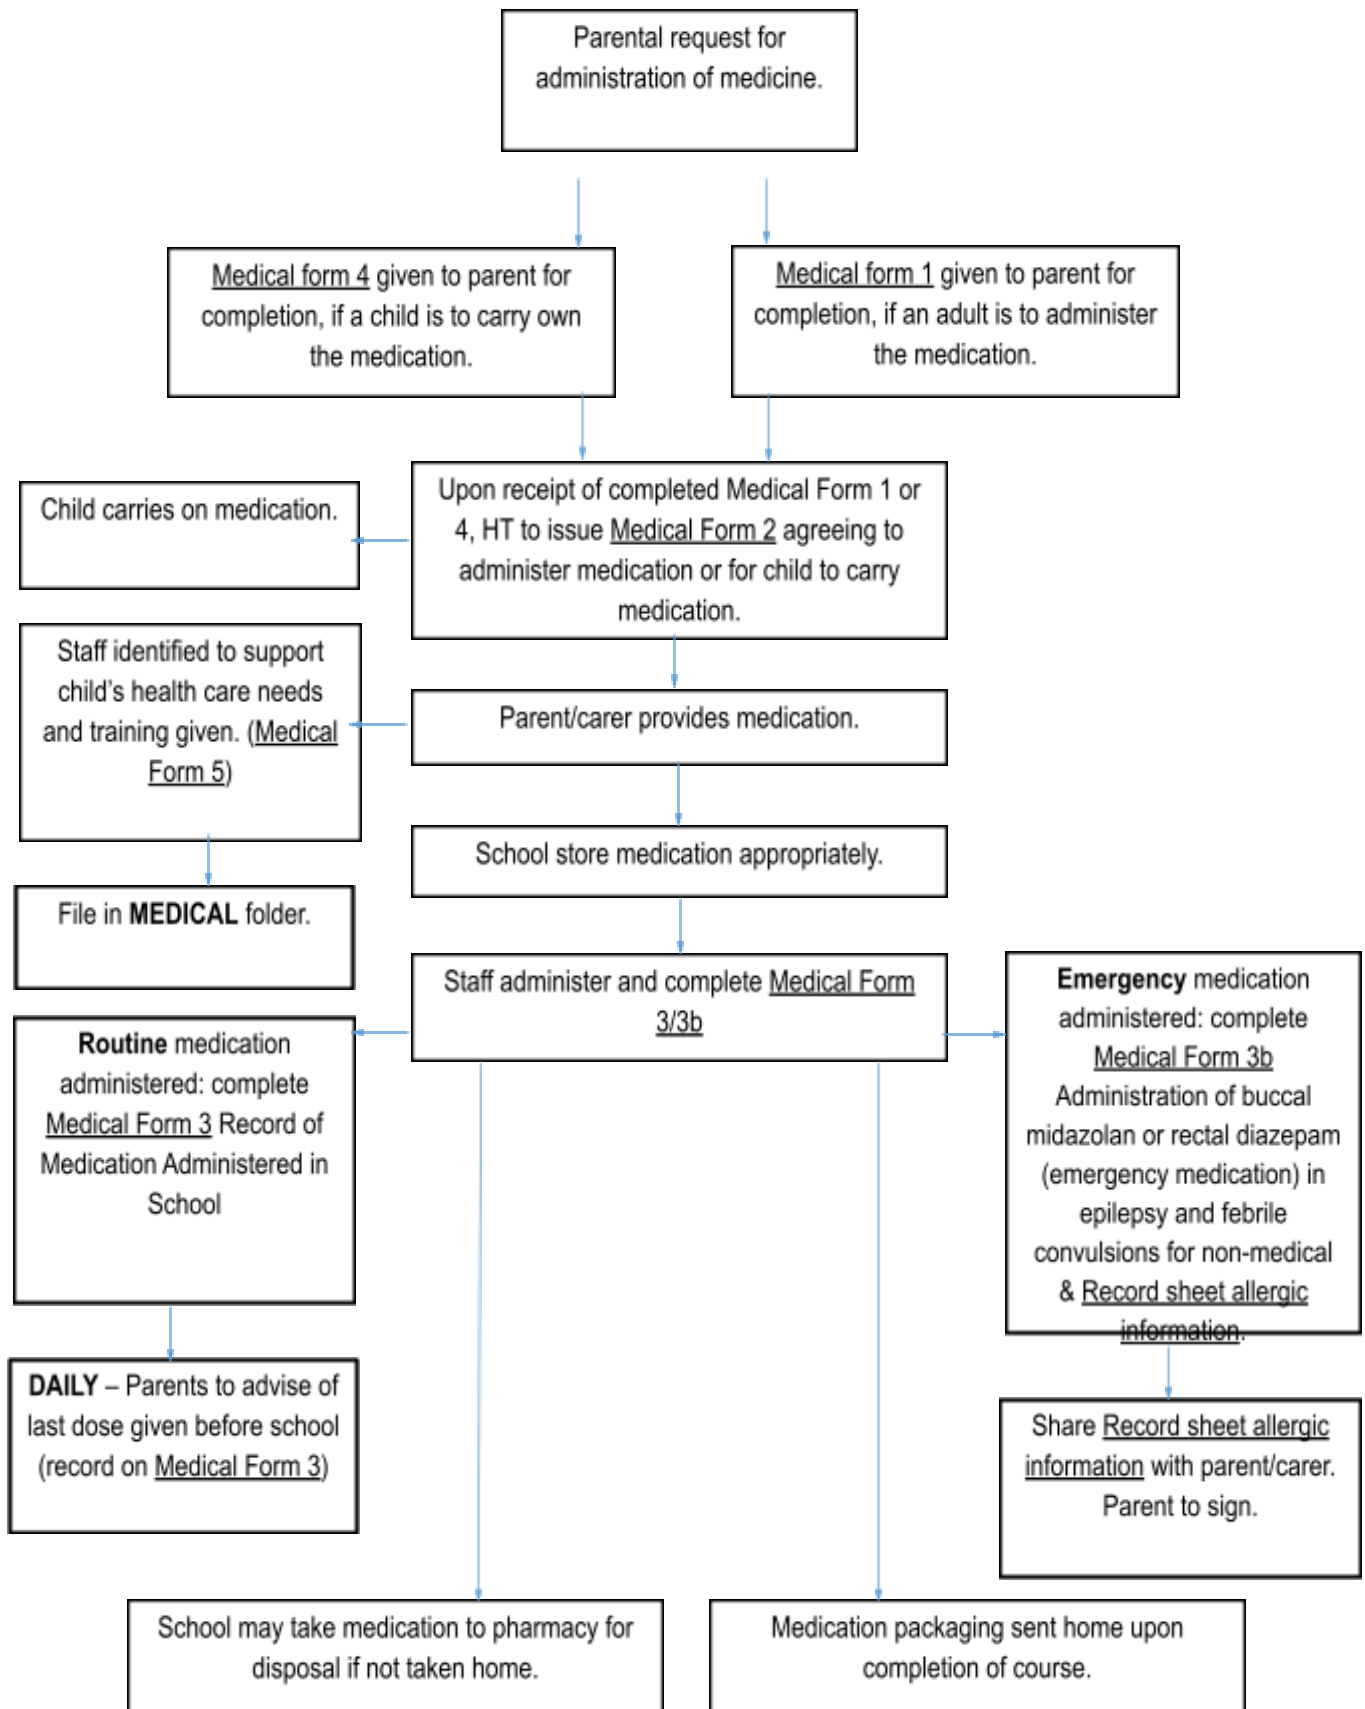 Parental request for
administration of medicine.
Medical form 4 given to parent for
completion, if a child is to carry own
the medication.
Medical form 1 given to parent for
completion, if an adult is to administer
the medication.
Upon receipt of completed Medical Form 1 or
4, HT to issue Medical Form 2 agreeing to
administer medication or for child to carry
medication.
Child carries on medication.
Parent/carer provides medication.
Staff identified to support
child's health care needs
and training given. (Medical
Form 5)
File in MEDICAL folder.
School store medication appropriately.
Staff administer and complete Medical Form
3/3b
Routine medication
administered: complete
Medical Form 3 Record of
Medication Administered in
School
DAILY – Parents to advise of
last dose given before school
(record on Medical Form 3)
Emergency medication
administered: complete
Medical Form 3b
Administration of buccal
midazolan or rectal diazepam
(emergency medication) in
epilepsy and febrile
convulsions for non-medical
& Record sheet allergic
information.
Share Record sheet allergic
information with parent/carer.
Parent to sign.
School may take medication to pharmacy for
disposal if not taken home.
Medication packaging sent home upon
completion of course.